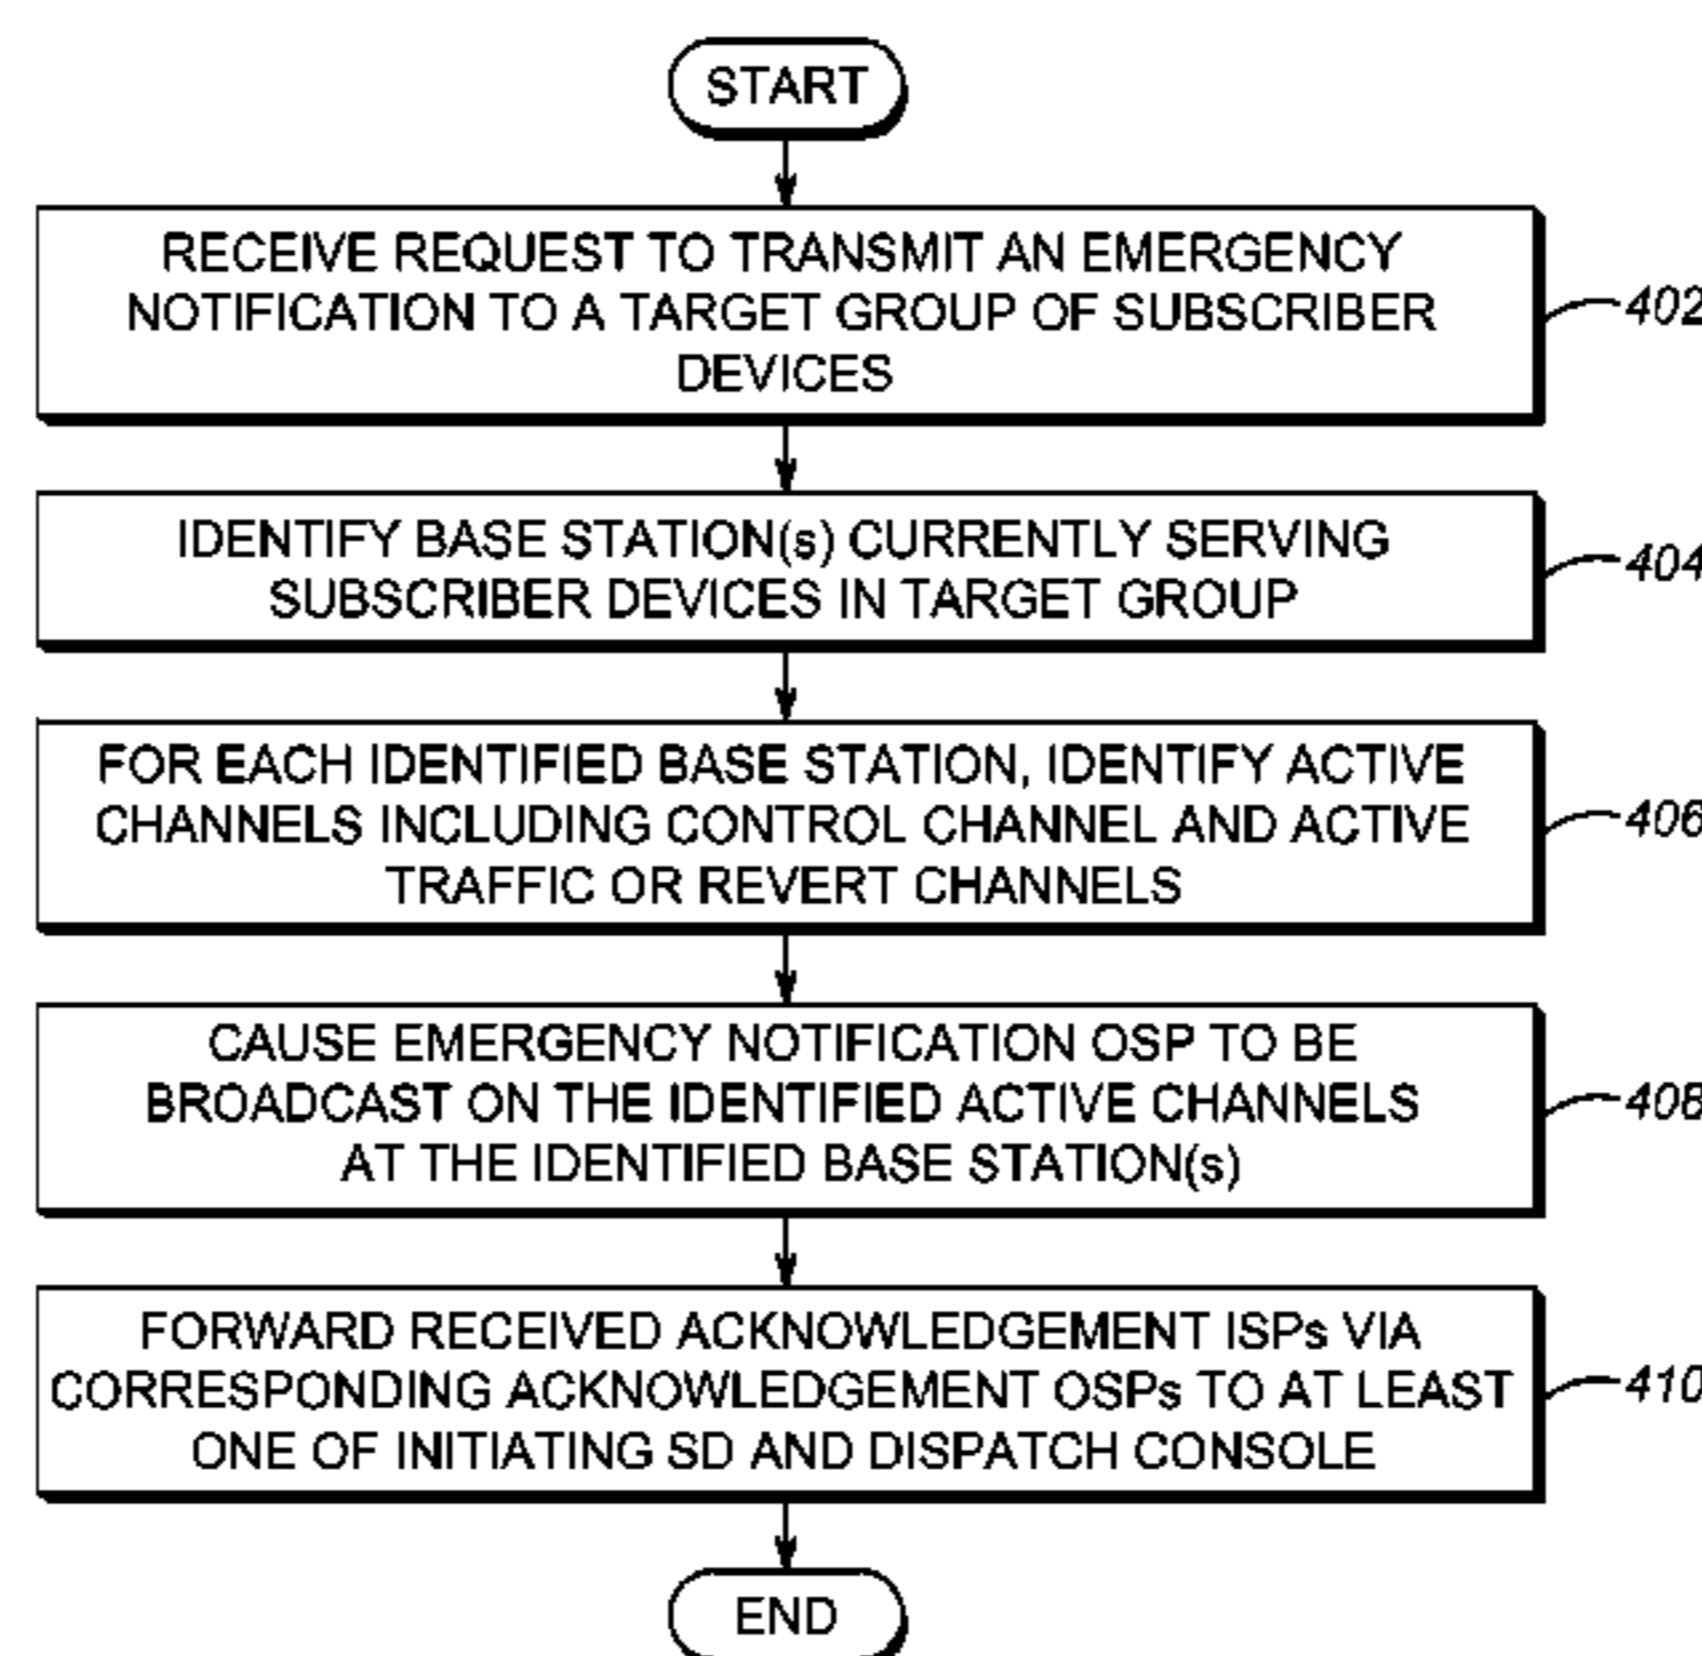 START
RECEIVE REQUEST TO TRANSMIT AN EMERGENCY
NOTIFICATION TO A TARGET GROUP OF SUBSCRIBER
DEVICES
402
IDENTIFY BASE STATION(s) CURRENTLY SERVING
SUBSCRIBER DEVICES IN TARGET GROUP
404
FOR EACH IDENTIFIED BASE STATION, IDENTIFY ACTIVE
CHANNELS INCLUDING CONTROL CHANNEL AND ACTIVE
TRAFFIC OR REVERT CHANNELS
406
CAUSE EMERGENCY NOTIFICATION OSP TO BE
BROADCAST ON THE IDENTIFIED ACTIVE CHANNELS
AT THE IDENTIFIED BASE STATION(s)
408
FORWARD RECEIVED ACKNOWLEDGEMENT ISPs VIA
CORRESPONDING ACKNOWLEDGEMENT OSPs TO AT LEAST
ONE OF INITIATING SD AND DISPATCH CONSOLE
410
END